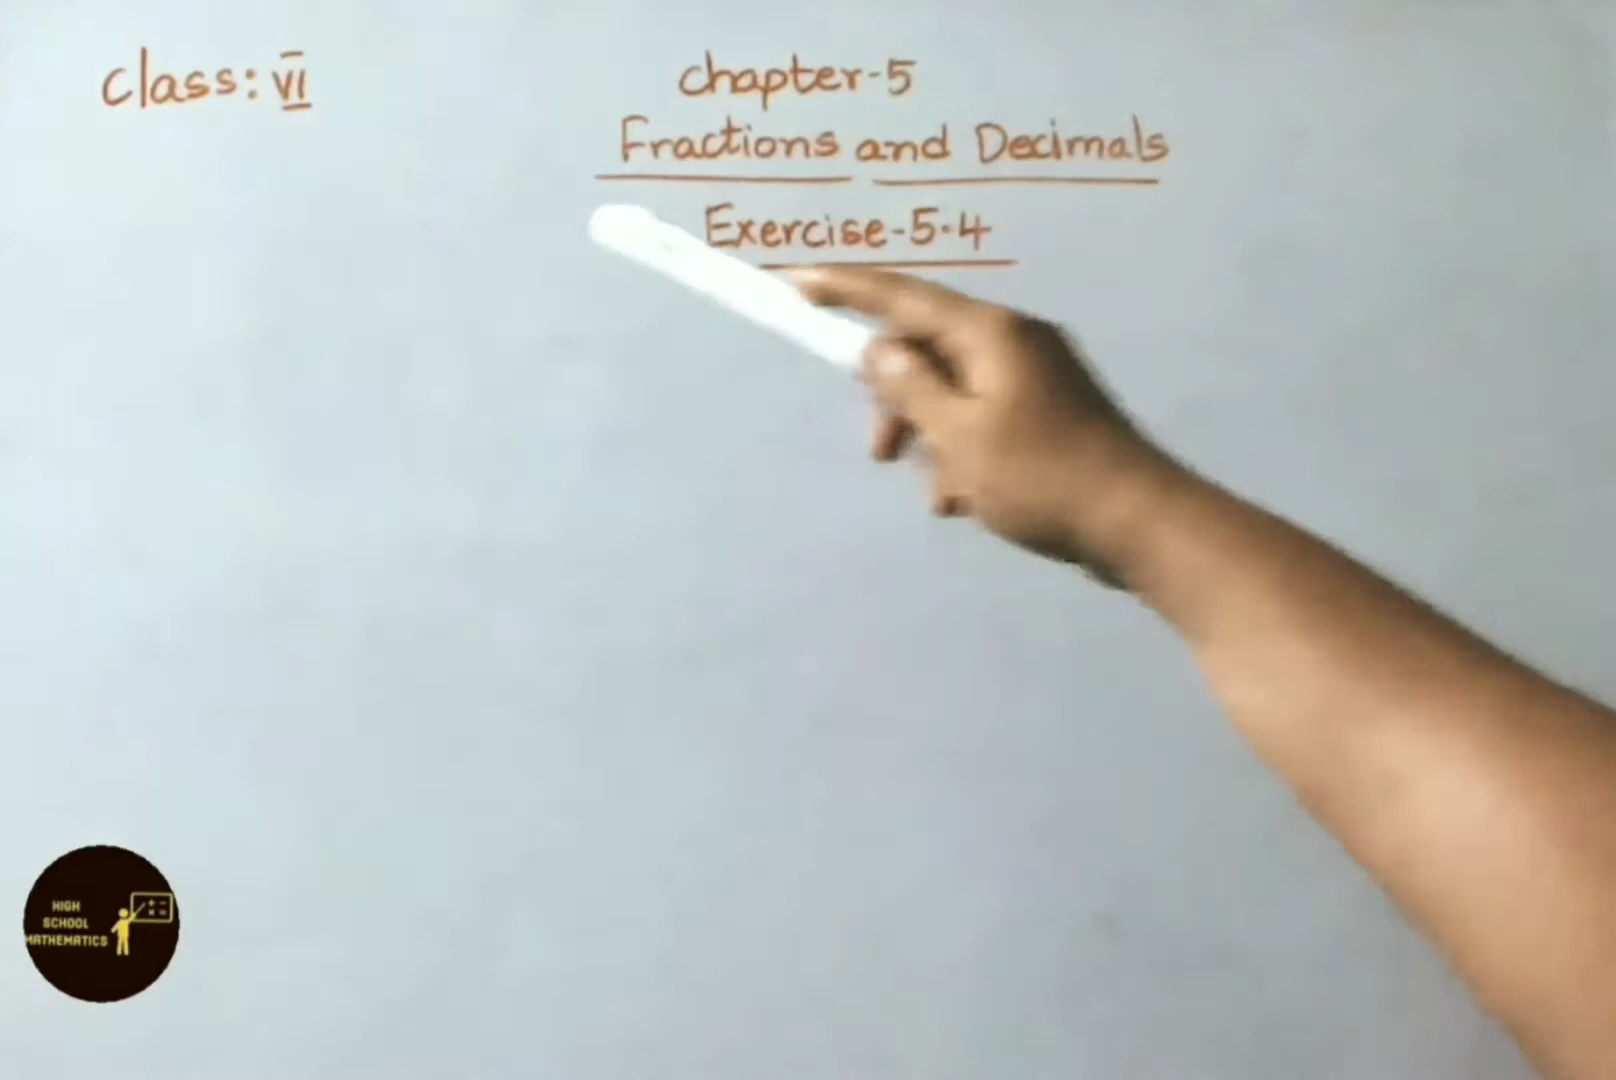 Class: VI
Chapter-5
Fractions and Decimals
Exercise-5.4
HIGH
SCHOOL
MATHEMATICS